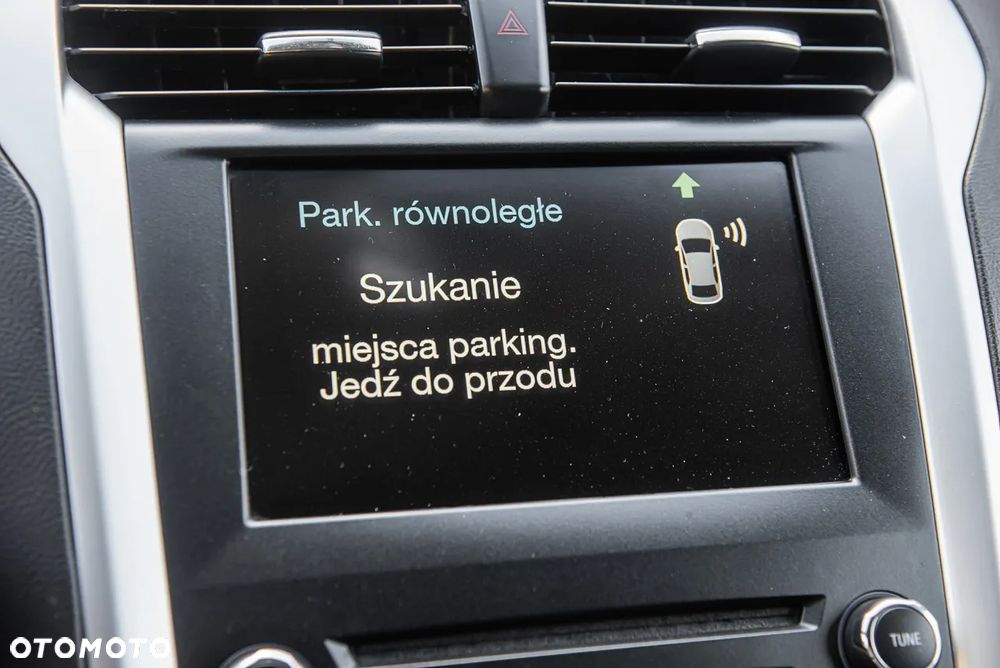 Park. równoległe
Szukanie
miejsca parking.
Jedź do przodu
TUNE
OTOMOTO